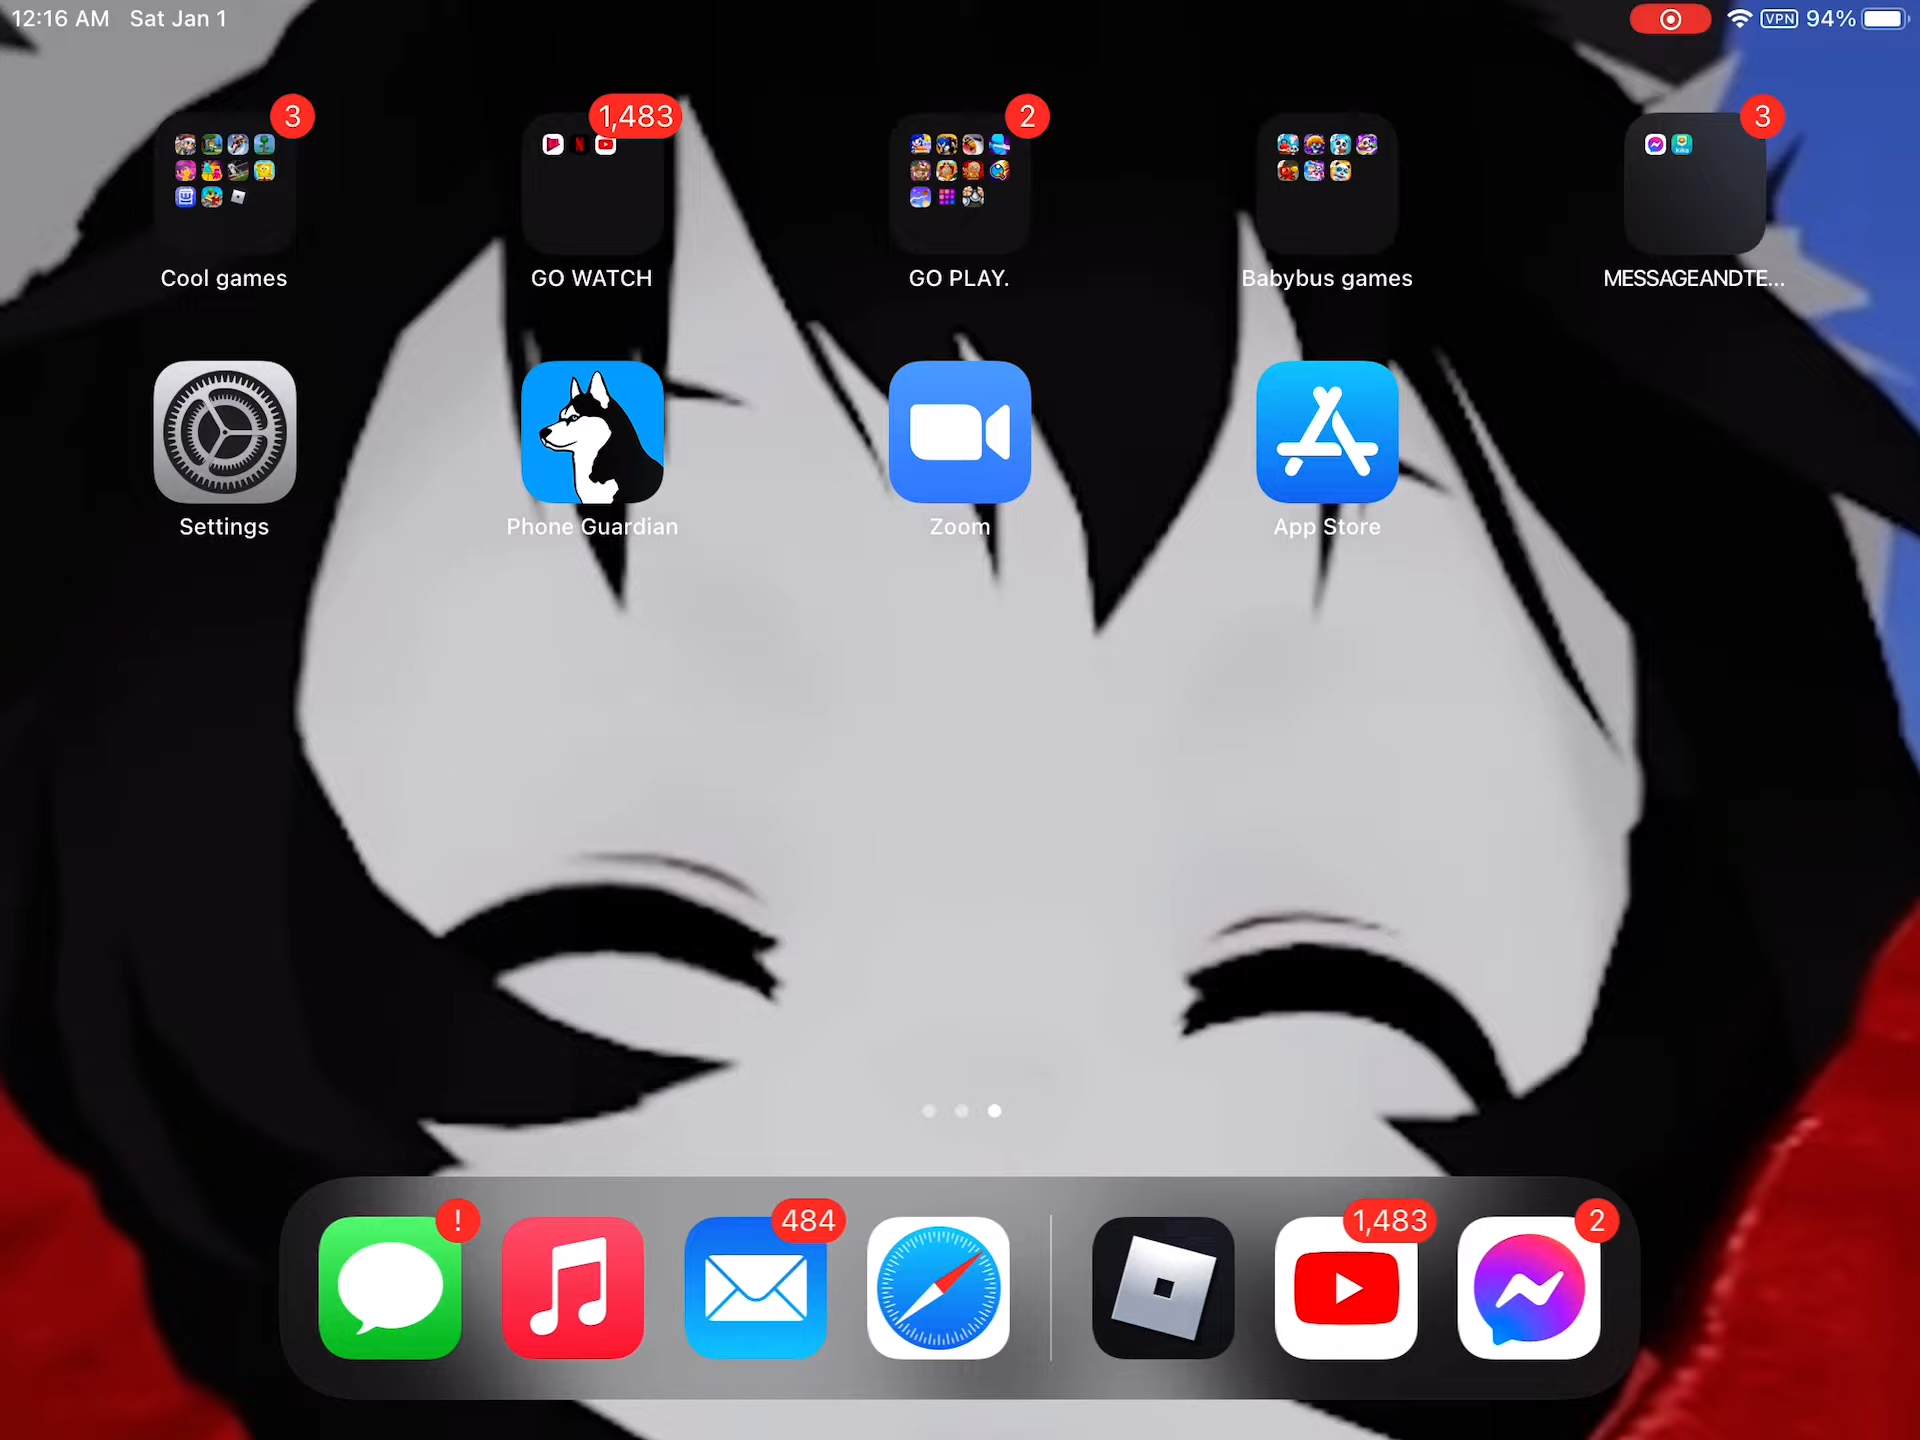 12:16 AM Sat Jan 1
VPN 94%
3
1,483
2
3
Cool games
GO WATCH
GO PLAY.
Babybus games
MESSAGEANDTE...
Settings
Phone Guardian
Zoom
App Store
!
484
1,483
2